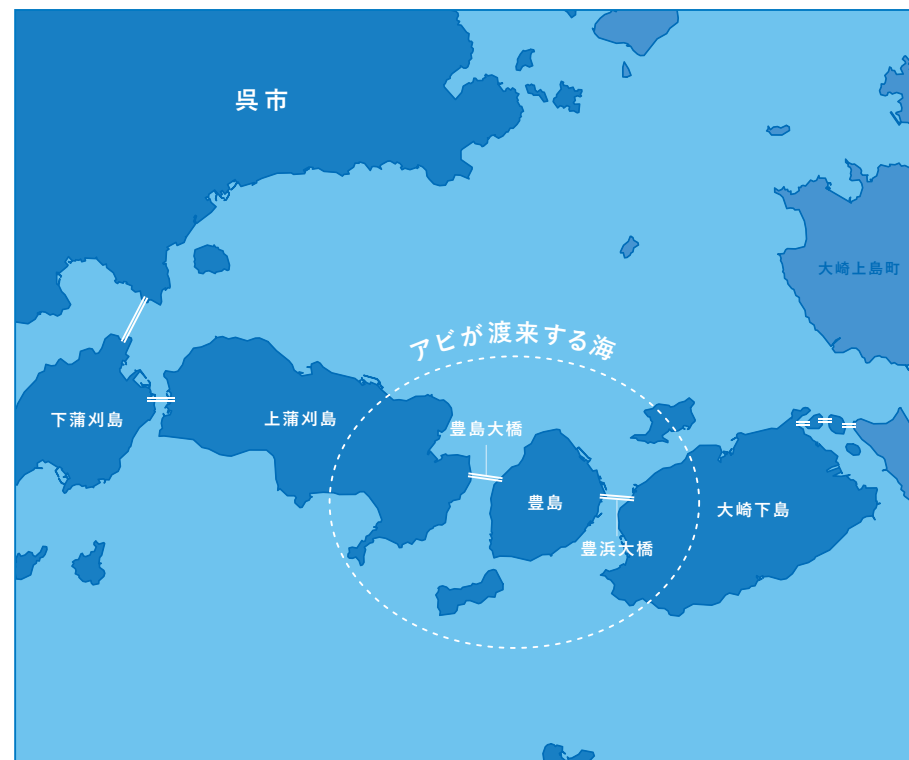 呉市
大崎上島町
アビが渡来する海
下蒲刈島
上蒲刈島
豊島大橋
豊島
大崎下島
豊浜大橋